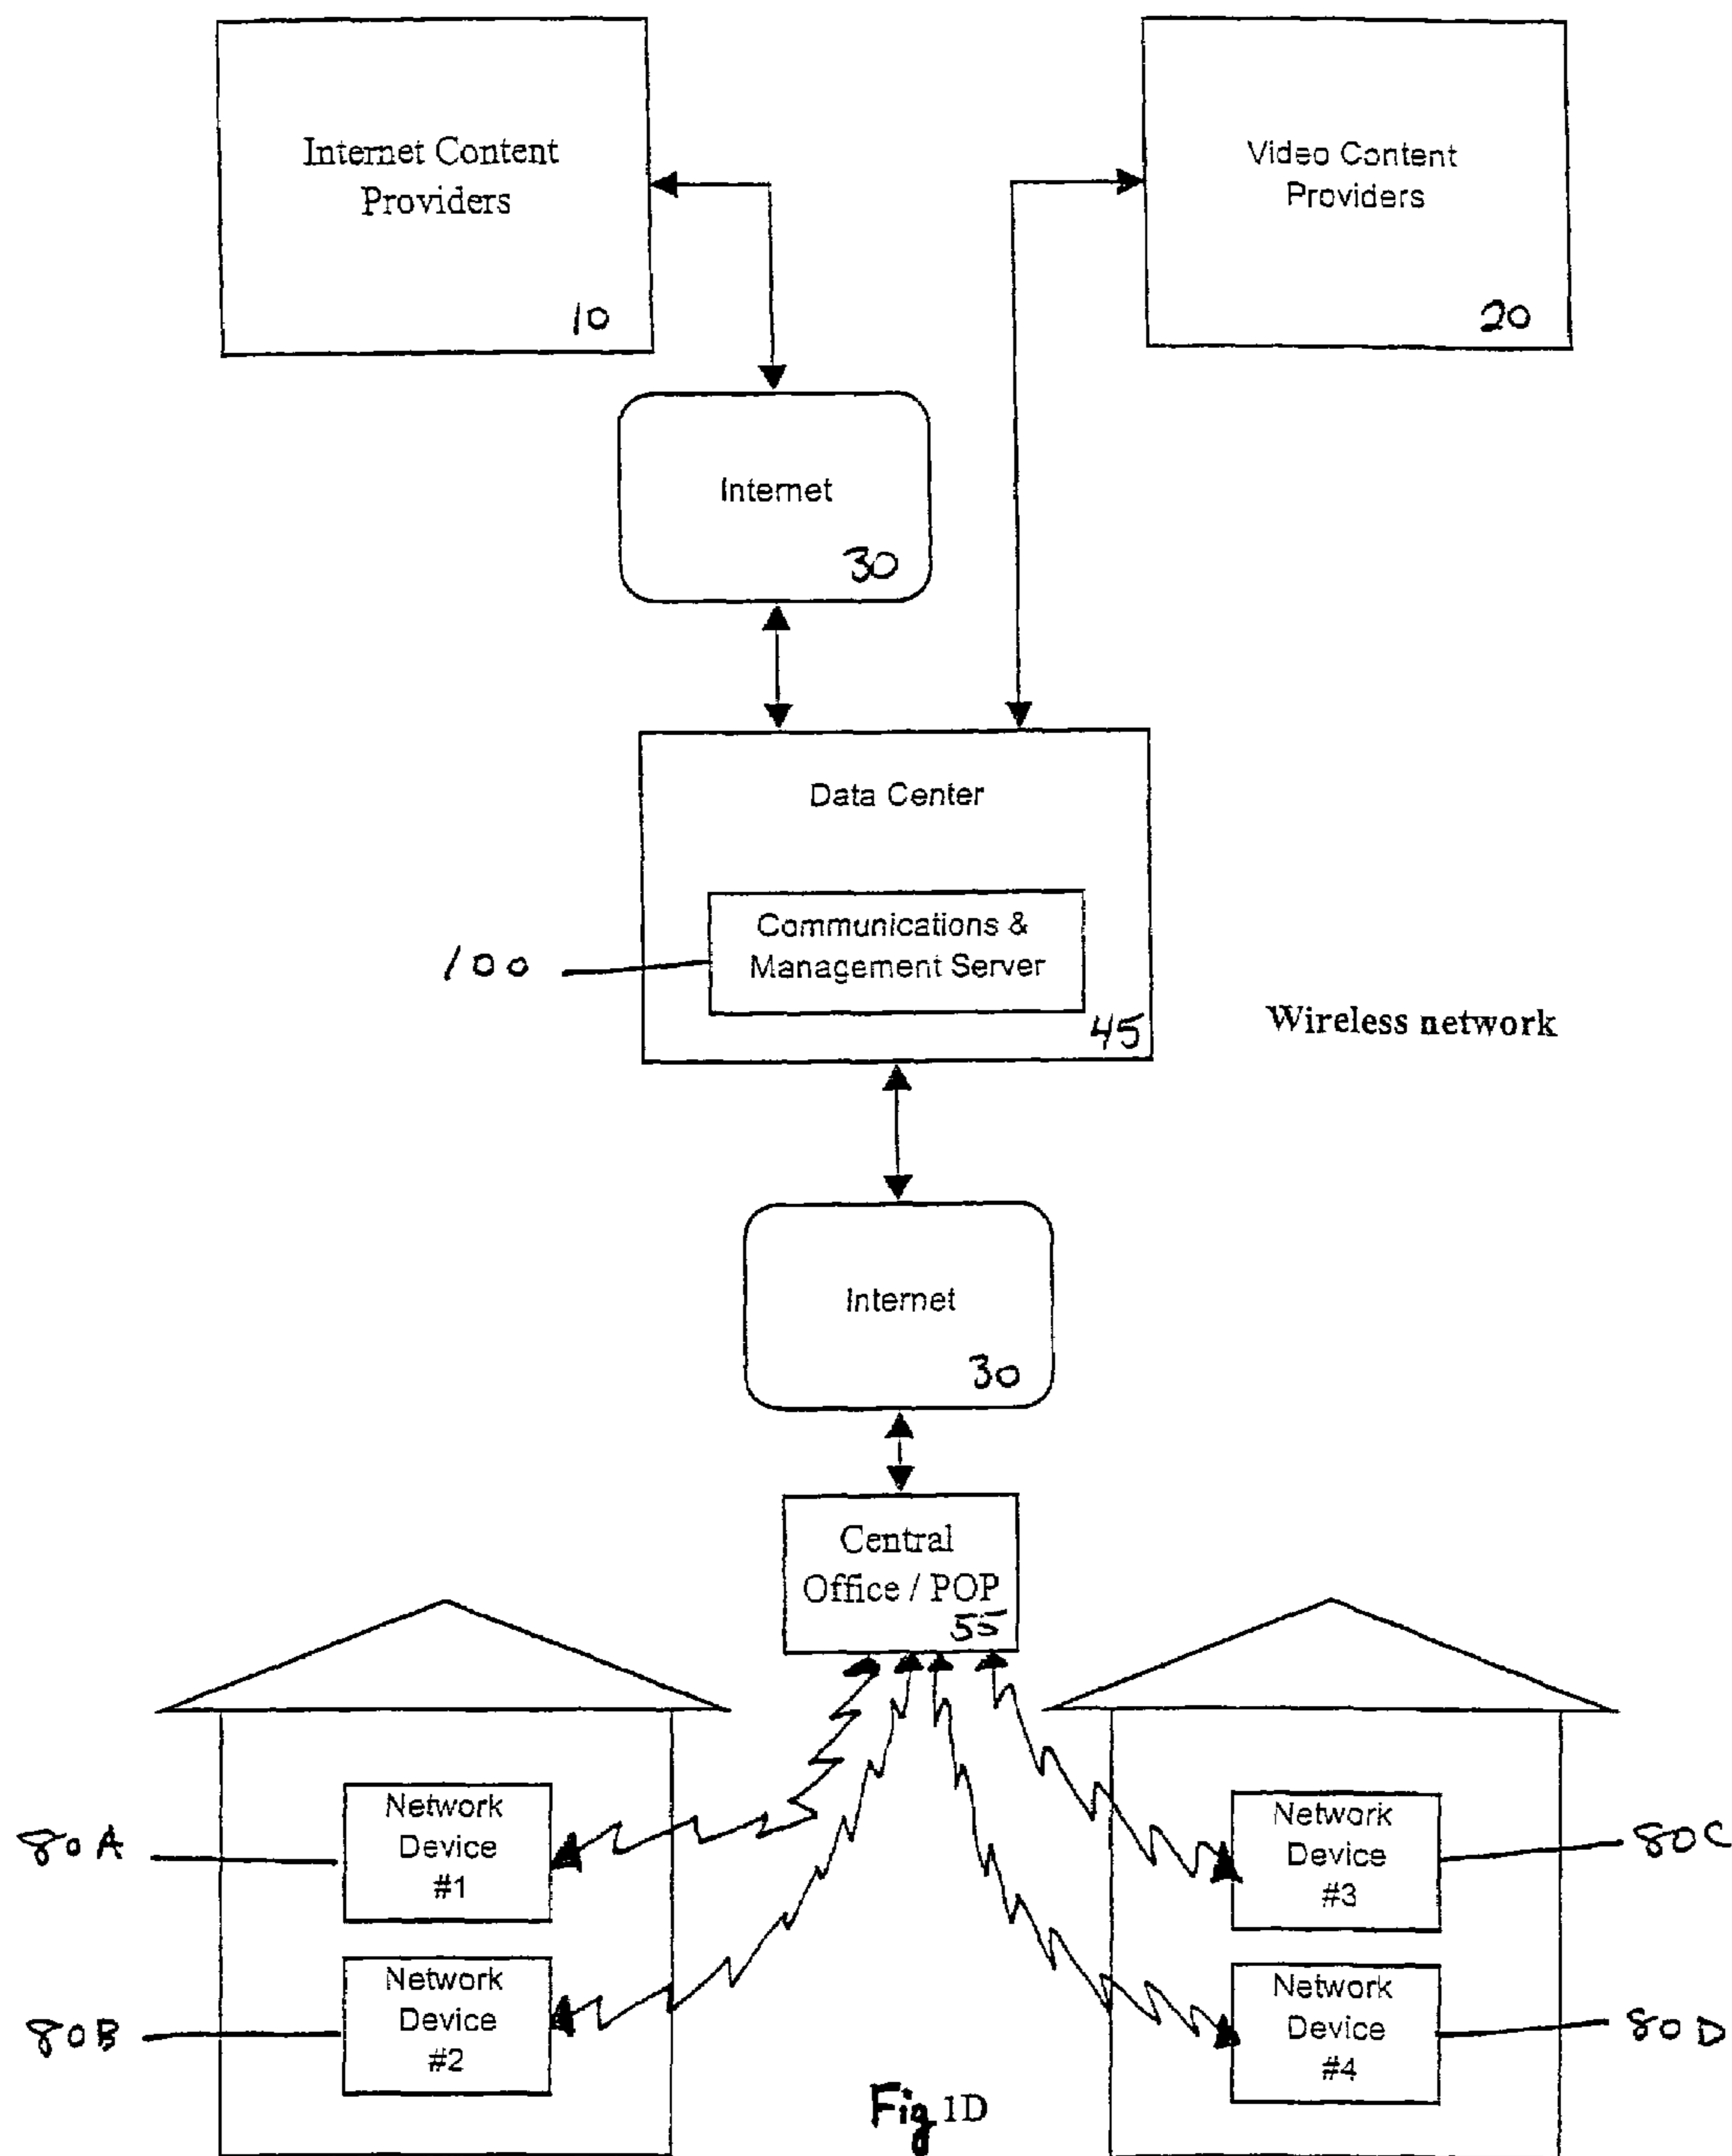 Internet Content
Providers
10
Video Content
Providers
20
Internet
30
Data Center
Communications &
Management Server
100
45
Wireless network
Internet
30
Central
Office / POP
55
80A
Network
Device
#1
Network
Device
#3
80C
80B
Network
Device
#2
Network
Device
#4
80D
Fig 1D